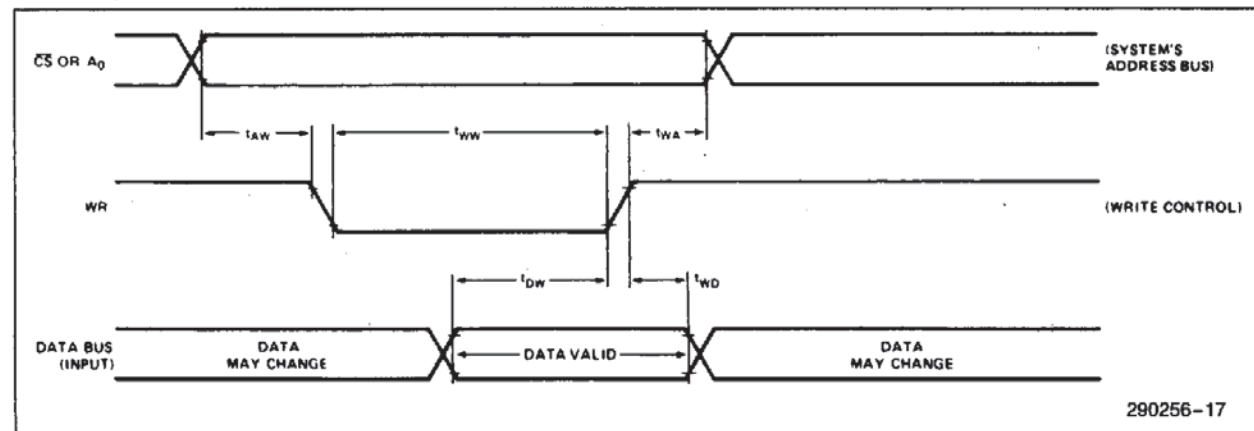 CS OR A0
(SYSTEM'S
ADDRESS BUS)
tAW
tWW
tWA
WR
(WRITE CONTROL)
tDW
tWD
DATA BUS
(INPUT)
DATA
MAY CHANGE
DATA VALID
DATA
MAY CHANGE
290256-17